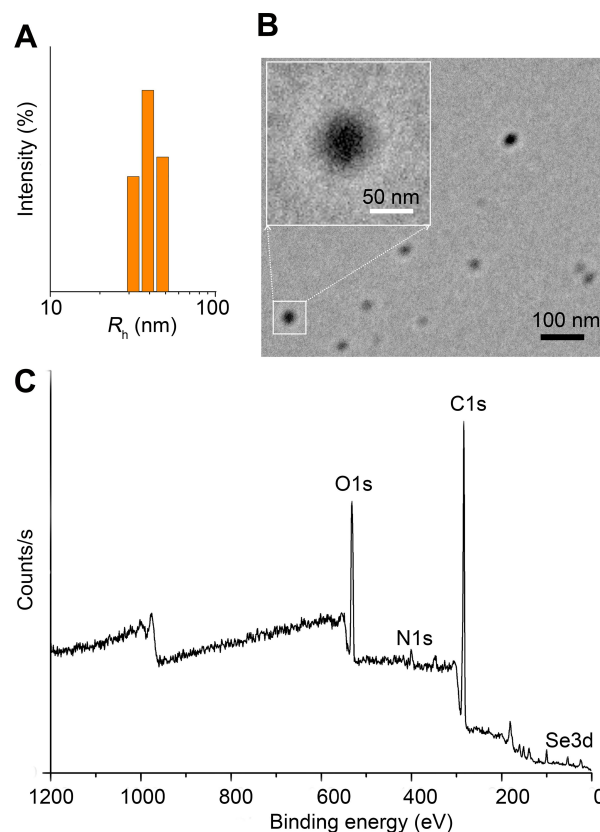 A
Intensity (%)
10
100
Rh (nm)
B
50 nm
100 nm
C
Counts/s
C1s
O1s
N1s
Se3d
1200
1000
800
600
400
200
0
Binding energy (eV)